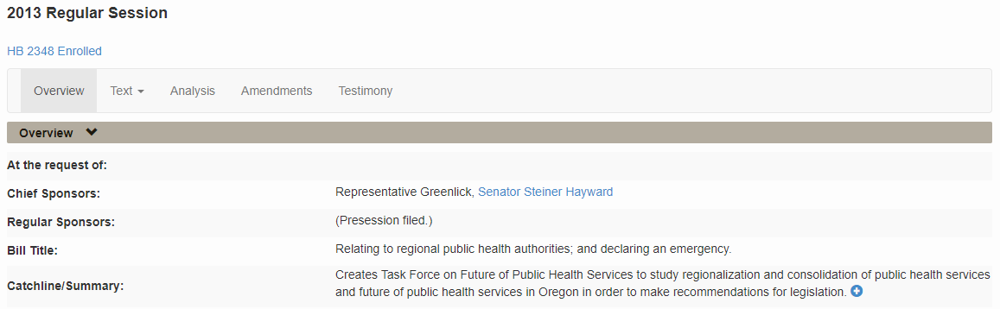 2013 Regular Session
HB 2348 Enrolled
Overview Text Analysis Amendments Testimony
Overview
At the request of:
Chief Sponsors: Representative Greenlick, Senator Steiner Hayward
Regular Sponsors: (Presession filed.)
Bill Title: Relating to regional public health authorities; and declaring an emergency.
Catchline/Summary: Creates Task Force on Future of Public Health Services to study regionalization and consolidation of public health services
and future of public health services in Oregon in order to make recommendations for legislation.